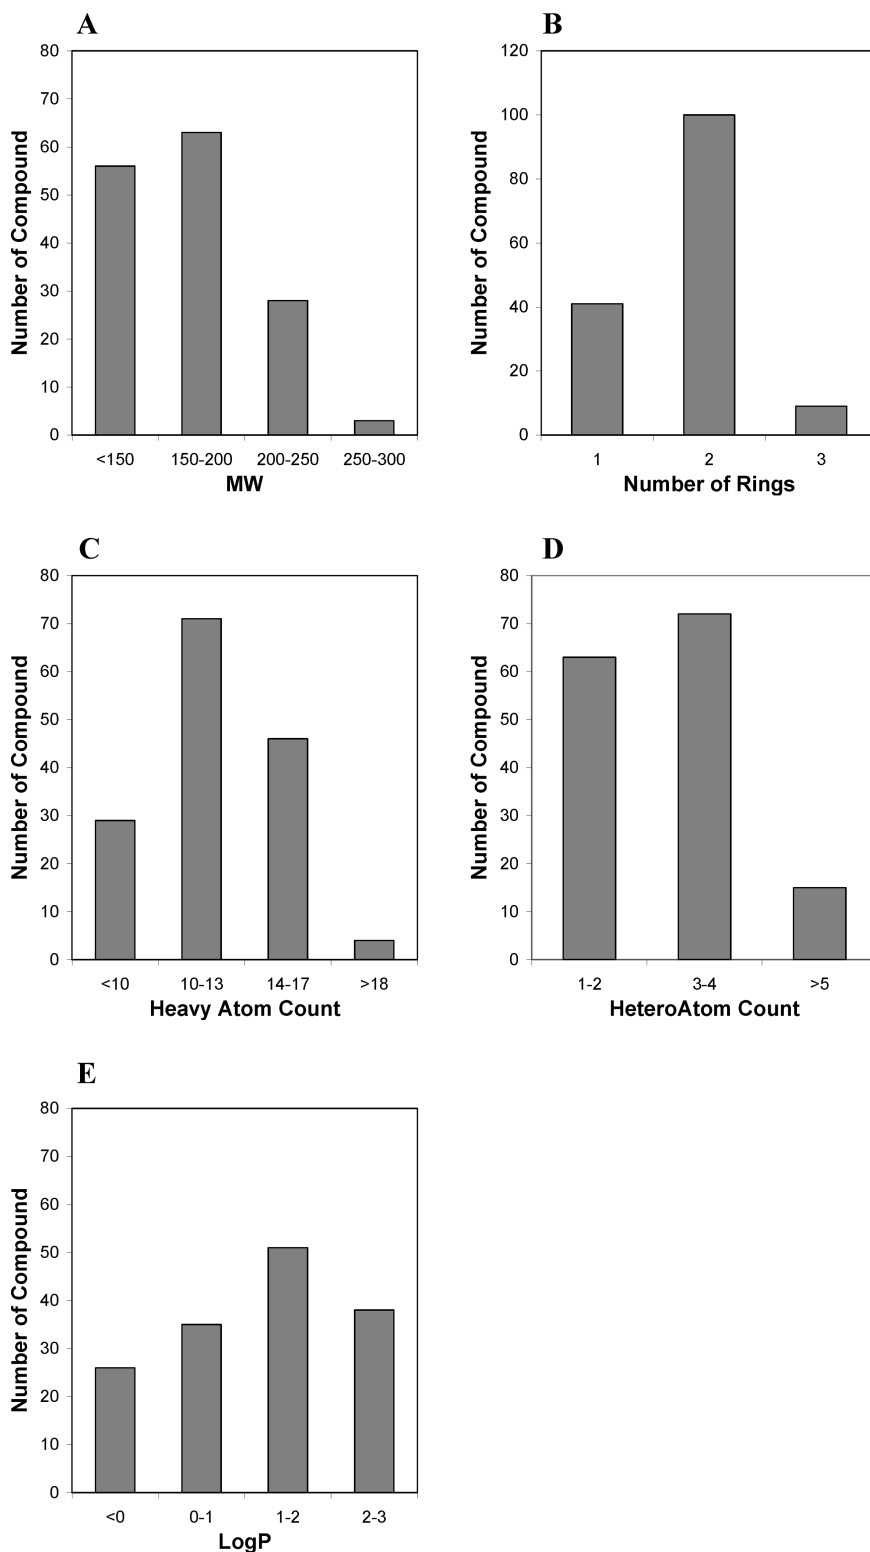 A
Number of Compound
80
70
60
50
40
30
20
10
0
<150 150-200 200-250 250-300
MW
B
Number of Compound
120
100
80
60
40
20
0
1 2 3
Number of Rings
C
Number of Compound
80
70
60
50
40
30
20
10
0
<10 10-13 14-17 >18
Heavy Atom Count
D
Number of Compound
80
70
60
50
40
30
20
10
0
1-2 3-4 >5
HeteroAtom Count
E
Number of Compound
80
70
60
50
40
30
20
10
0
<0 0-1 1-2 2-3
LogP